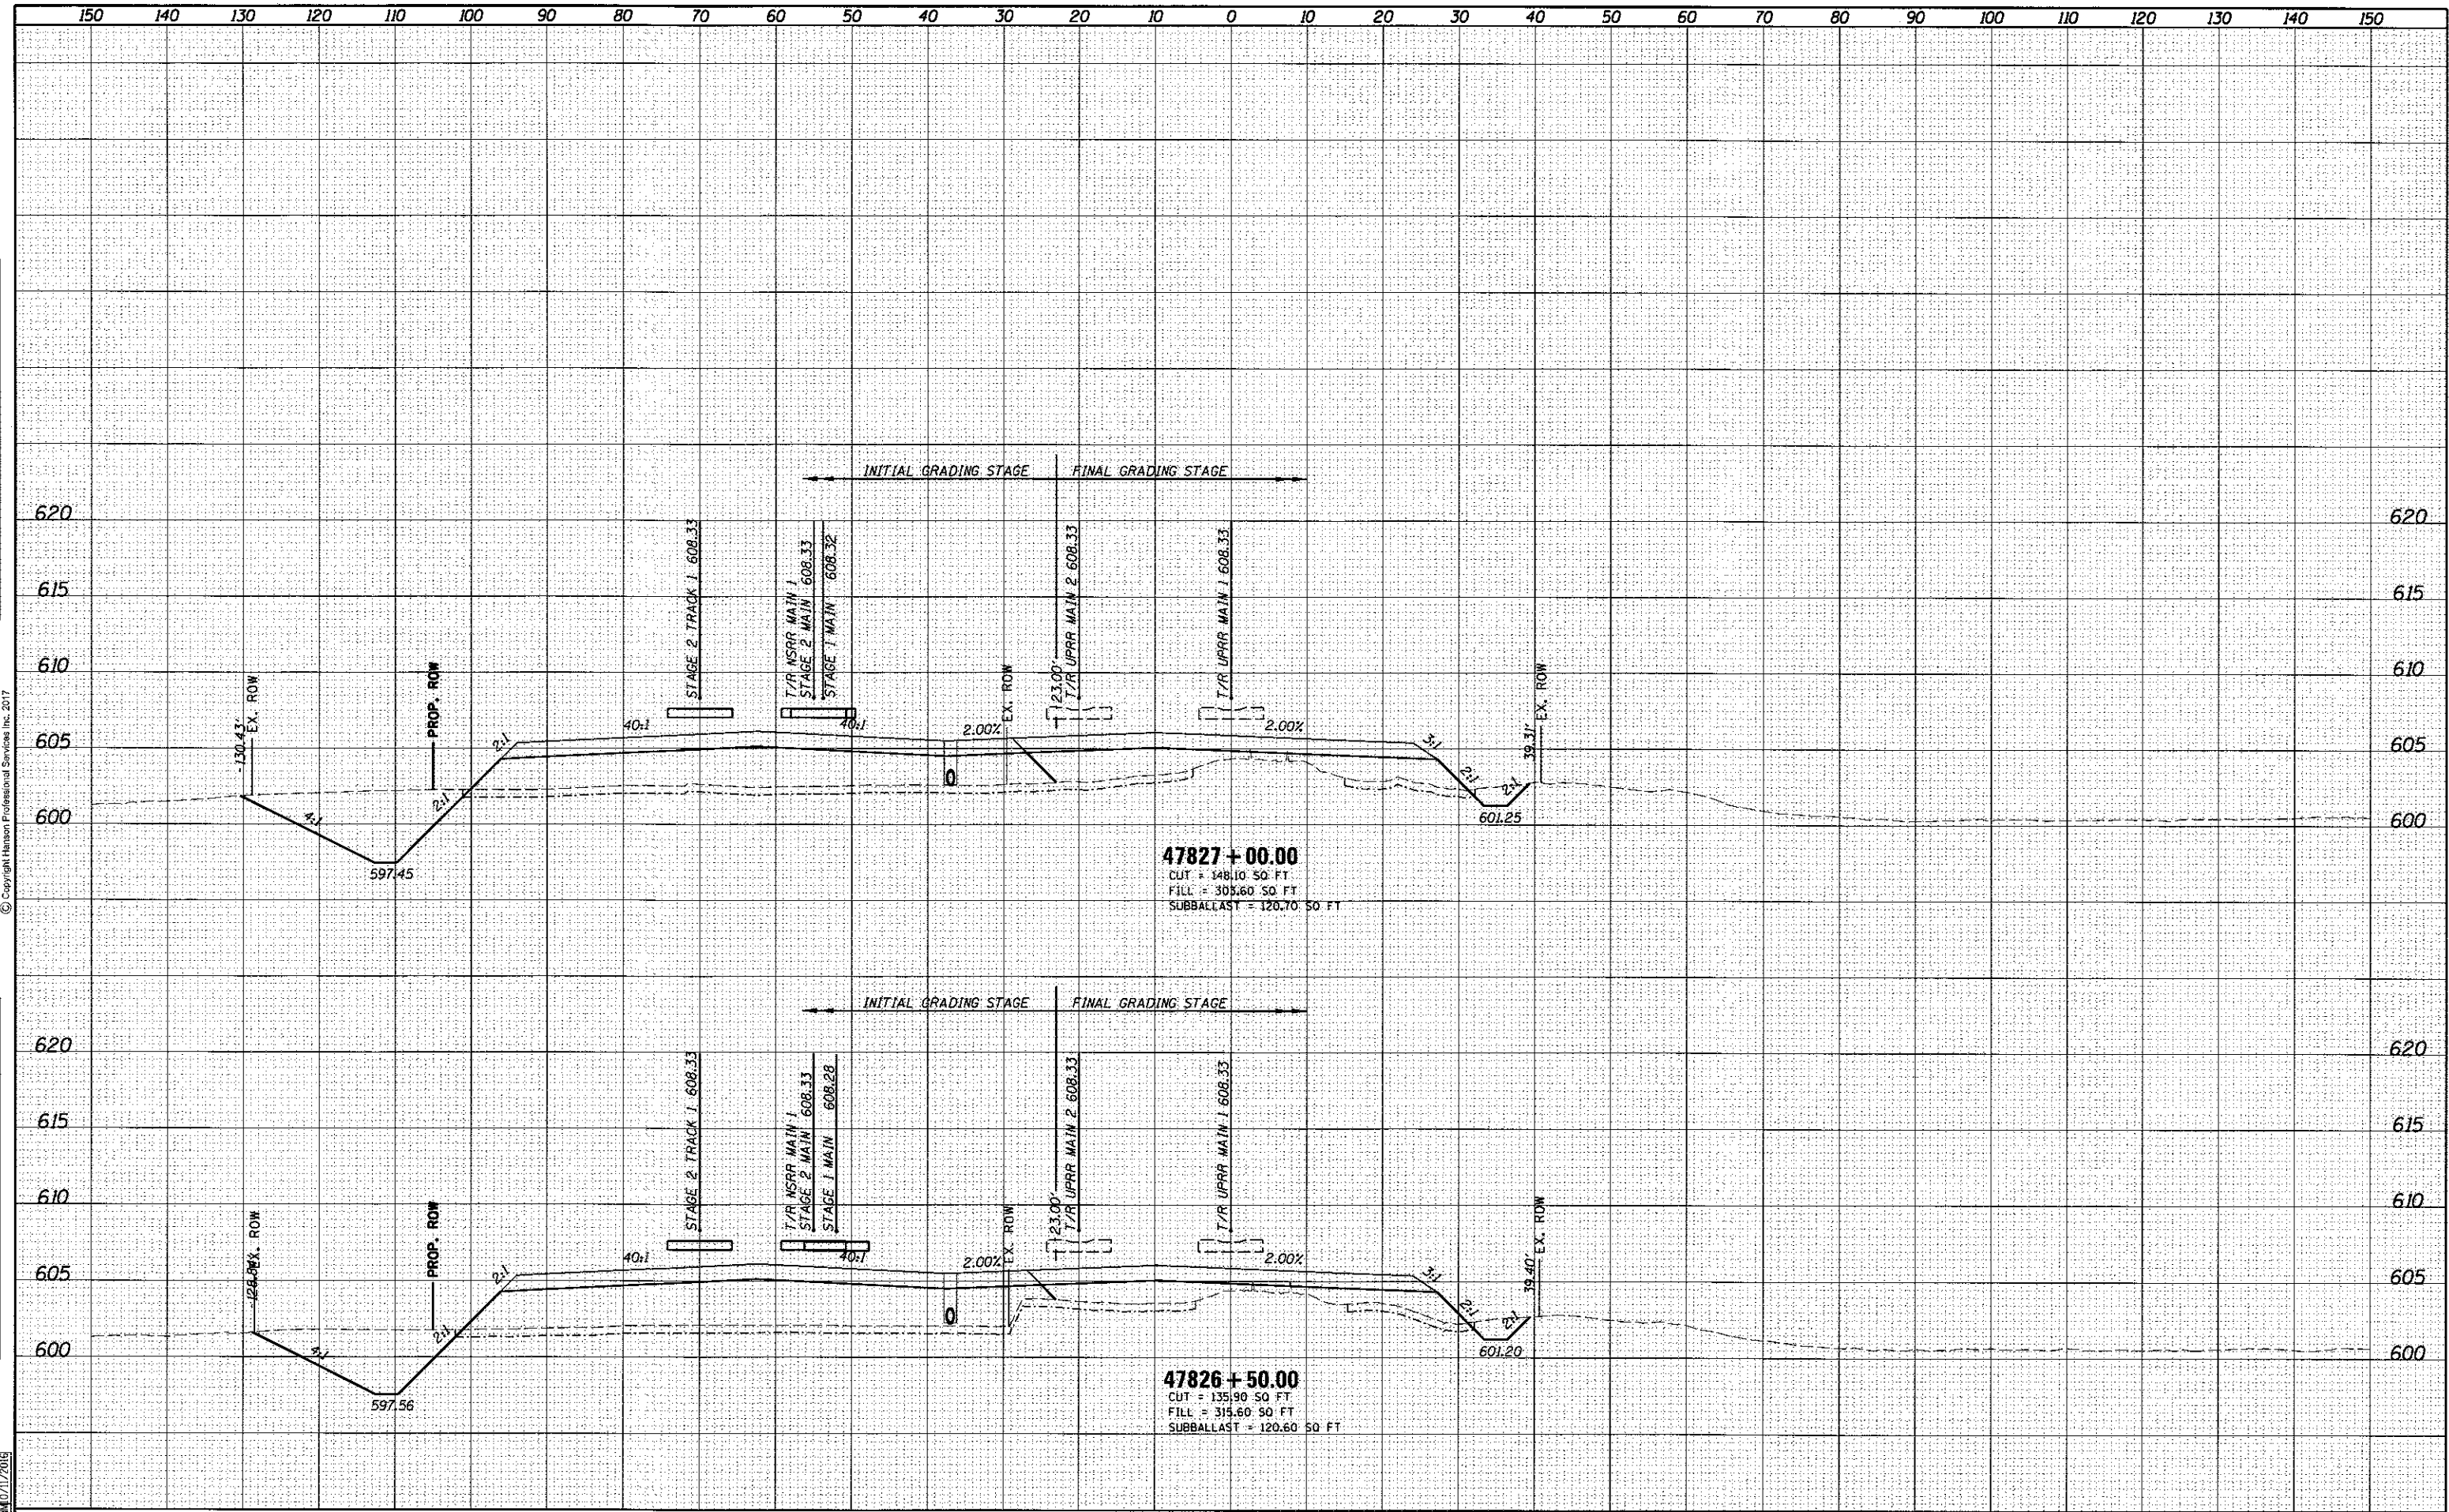 150 140 130 120 110 100 90 80 70 60 50 40 30 20 10 0 10 20 30 40 50 60 70 80 90 100 110 120 130 140 150
INITIAL GRADING STAGE FINAL GRADING STAGE
620 620
615 615
610 610
605 605
600 600
-130.43'
EX. ROW
PROP. ROW
STAGE 2 TRACK 1 608.33
T/R NSRR MAIN 1
STAGE 2 MAIN 608.33
STAGE 1 MAIN 608.32
EX. ROW
23.00'
T/R UPRR MAIN 2 608.33
T/R UPRR MAIN 1 608.33
39.31'
EX. ROW
4:1
597.45
2:1
2:1
40:1
40:1
2.00%
2.00%
3:1
2:1
2:1
601.25
47827+00.00
CUT = 148.10 SQ FT
FILL = 303.60 SQ FT
SUBBALLAST = 120.70 SQ FT
INITIAL GRADING STAGE FINAL GRADING STAGE
620 620
615 615
610 610
605 605
600 600
EX. ROW
PROP. ROW
STAGE 2 TRACK 1 608.33
T/R NSRR MAIN 1
STAGE 2 MAIN 608.33
STAGE 1 MAIN 608.28
EX. ROW
23.00'
T/R UPRR MAIN 2 608.33
T/R UPRR MAIN 1 608.33
39.40'
EX. ROW
4:1
597.56
2:1
2:1
40:1
40:1
2.00%
2.00%
3:1
2:1
2:1
601.20
47826+50.00
CUT = 135.90 SQ FT
FILL = 315.60 SQ FT
SUBBALLAST = 120.60 SQ FT
© Copyright Hanson Professional Services Inc. 2017